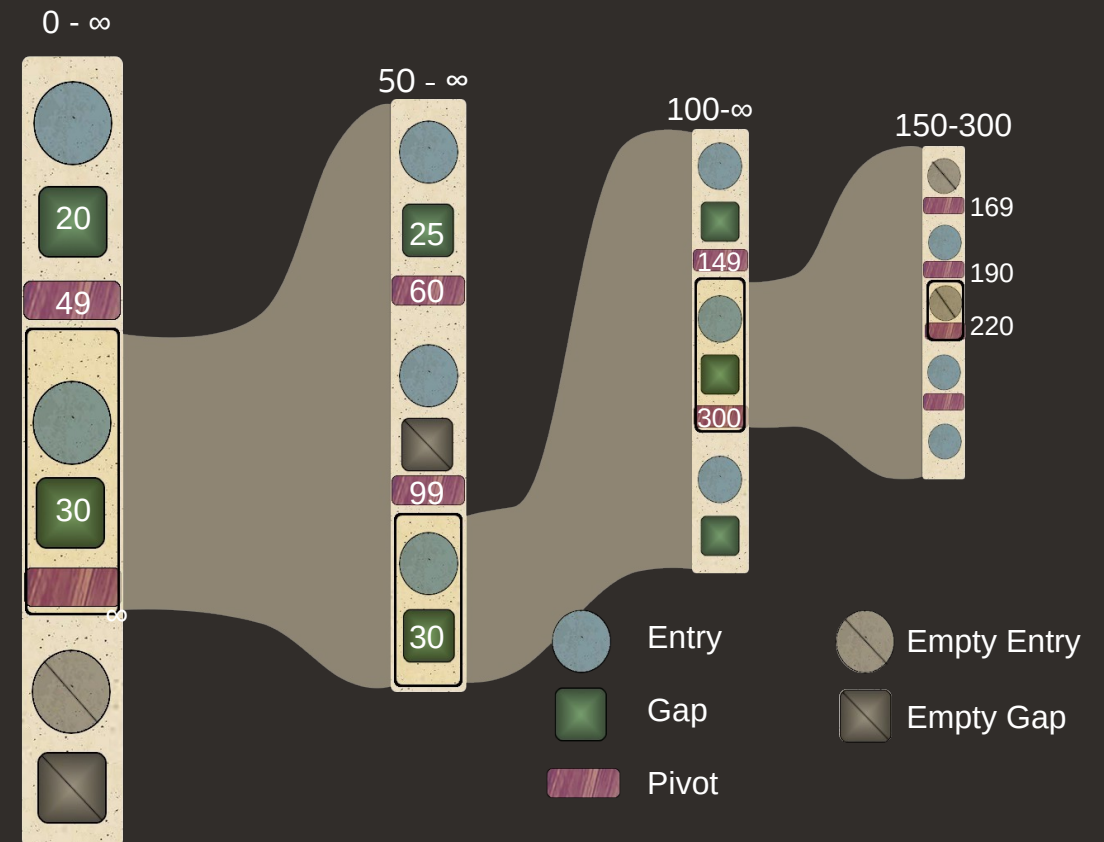 0 - ∞
20
49
30
∞
50 - ∞
25
60
99
30
100-∞
149
300
150-300
169
190
220
Entry
Gap
Pivot
Empty Entry
Empty Gap